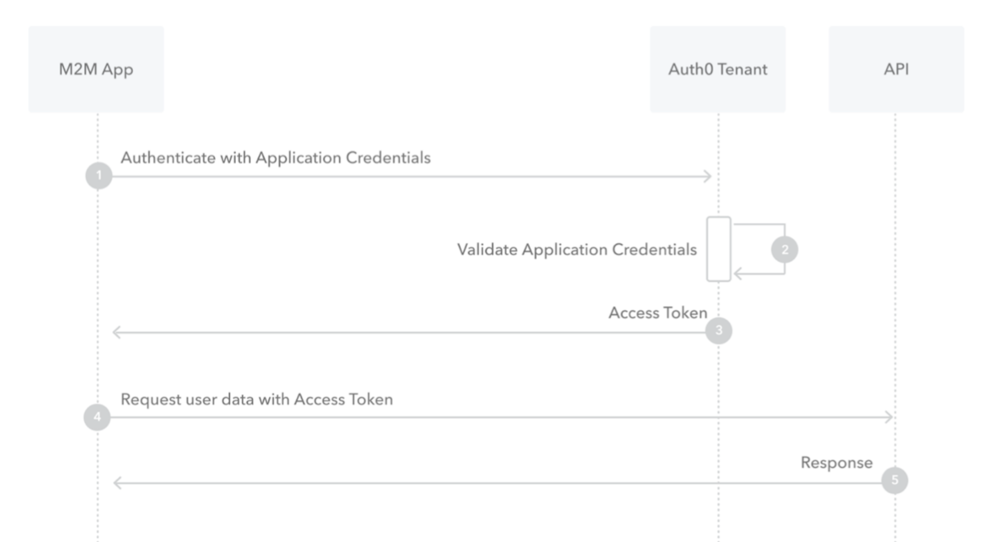 M2M App
Auth0 Tenant
API
Authenticate with Application Credentials
1
Validate Application Credentials
2
Access Token
3
Request user data with Access Token
4
Response
5